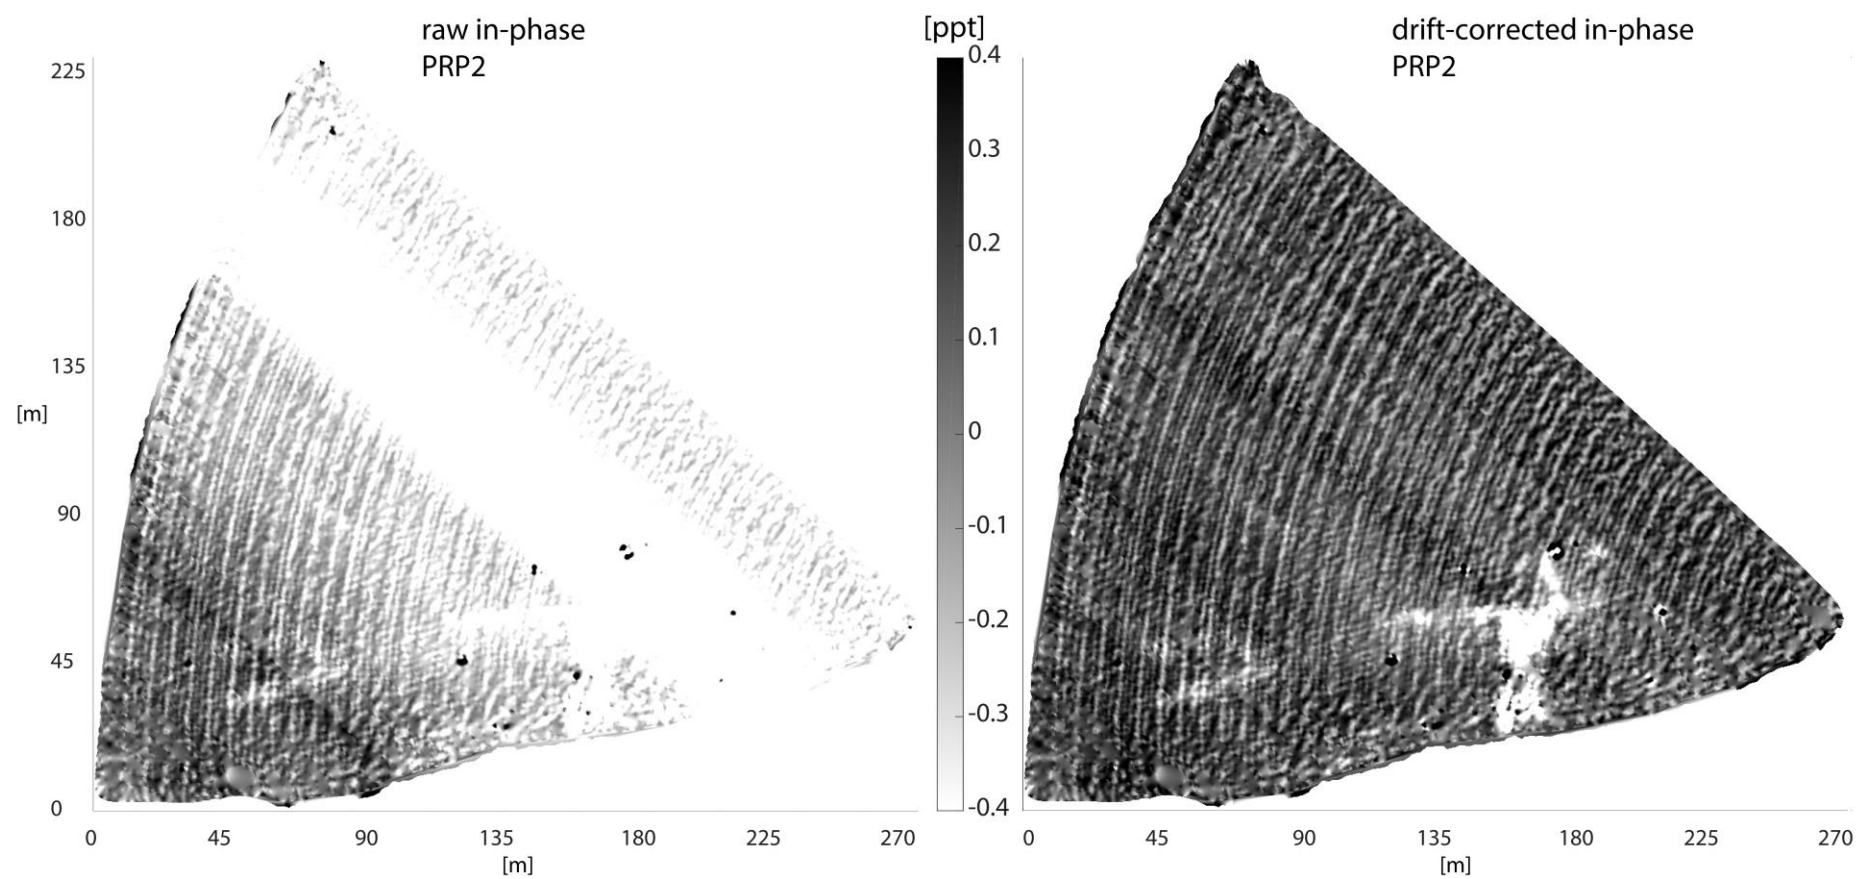 raw in-phase
PRP2
[ppt]
drift-corrected in-phase
PRP2
225
180
135
90
45
0
[m]
0 45 90 135 180 225 270
[m]
0.4
0.3
0.2
0.1
0
-0.1
-0.2
-0.3
-0.4
0 45 90 135 180 225 270
[m]